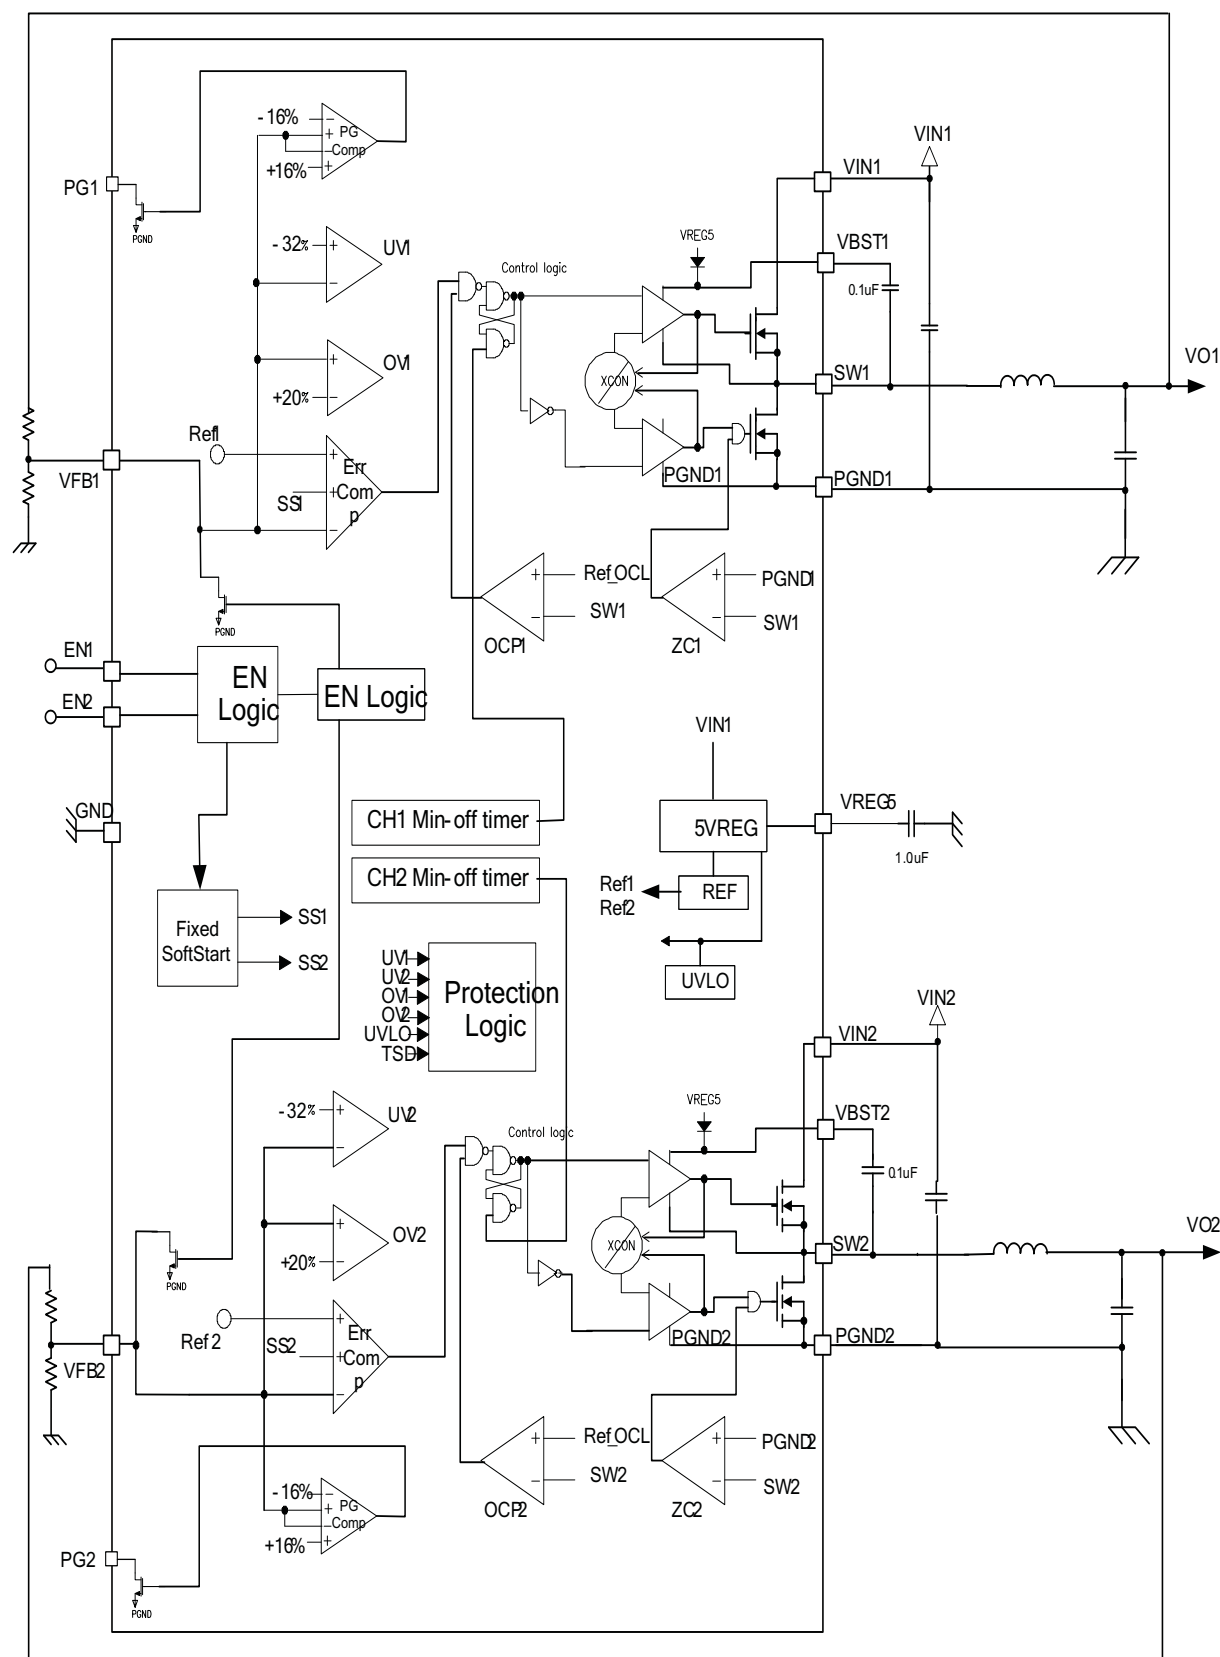 -16%
PG
Comp
+16%
PG1
PGND
-32%
UV1
OV1
+20%
Ref1
Err
Com
p
SS1
VFB1
PGND
VREG5
Control logic
XCON
PGND1
VIN1
VIN1
VBST1
0.1uF
SW1
VO1
PGND1
Ref_OCL
SW1
OCP1
PGND1
SW1
ZC1
EN1
EN2
EN
Logic
EN Logic
GND
VIN1
5VREG
VREG5
1.0uF
CH1 Min-off timer
CH2 Min-off timer
Ref1
Ref2
REF
UVLO
Fixed
SoftStart
SS1
SS2
UV1
UV2
OV1
OV2
UVLO
TSD
Protection
Logic
VIN2
VIN2
VREG5
VBST2
0.1uF
-32%
UV2
Control logic
OV2
+20%
XCON
SW2
VO2
PGND
Ref2
Err
Com
p
SS2
VFB2
PGND2
PGND2
Ref_OCL
SW2
OCP2
PGND2
SW2
ZC2
-16%
PG
Comp
+16%
PG2
PGND